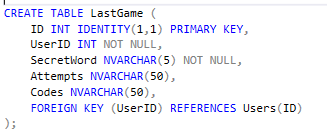 CREATE TABLE LastGame (
    ID INT IDENTITY(1,1) PRIMARY KEY,
    UserID INT NOT NULL,
    SecretWord NVARCHAR(5) NOT NULL,
    Attempts NVARCHAR(50),
    Codes NVARCHAR(50),
    FOREIGN KEY (UserID) REFERENCES Users(ID)
);